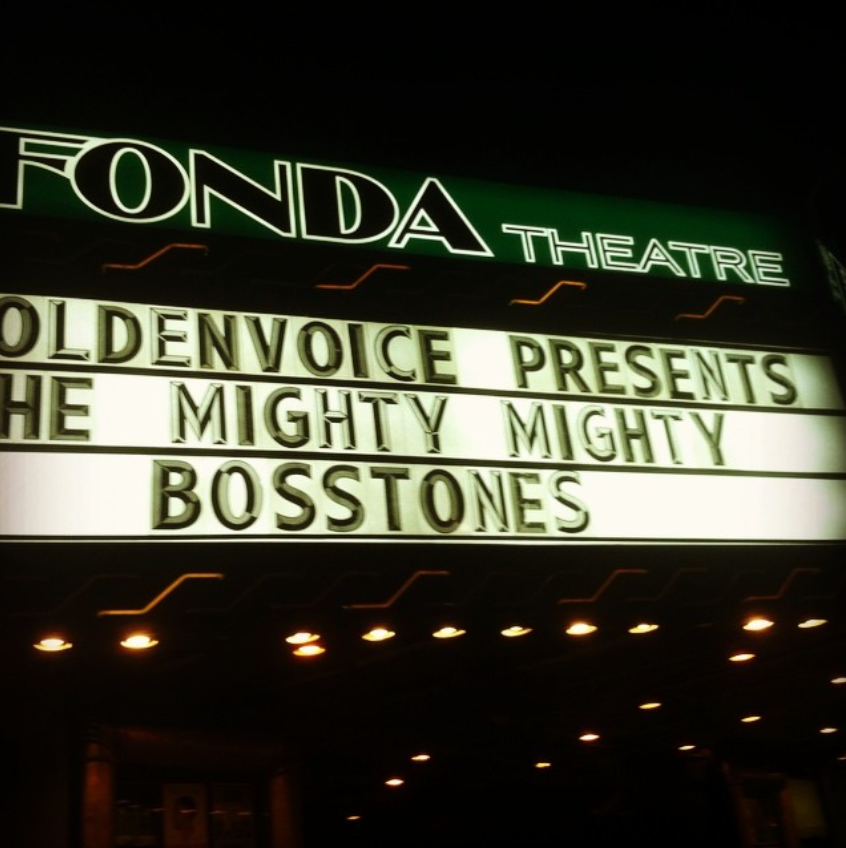 FONDA THEATRE
OLDENVOICE PRESENTS
HE MIGHTY MIGHTY
BOSSTONES